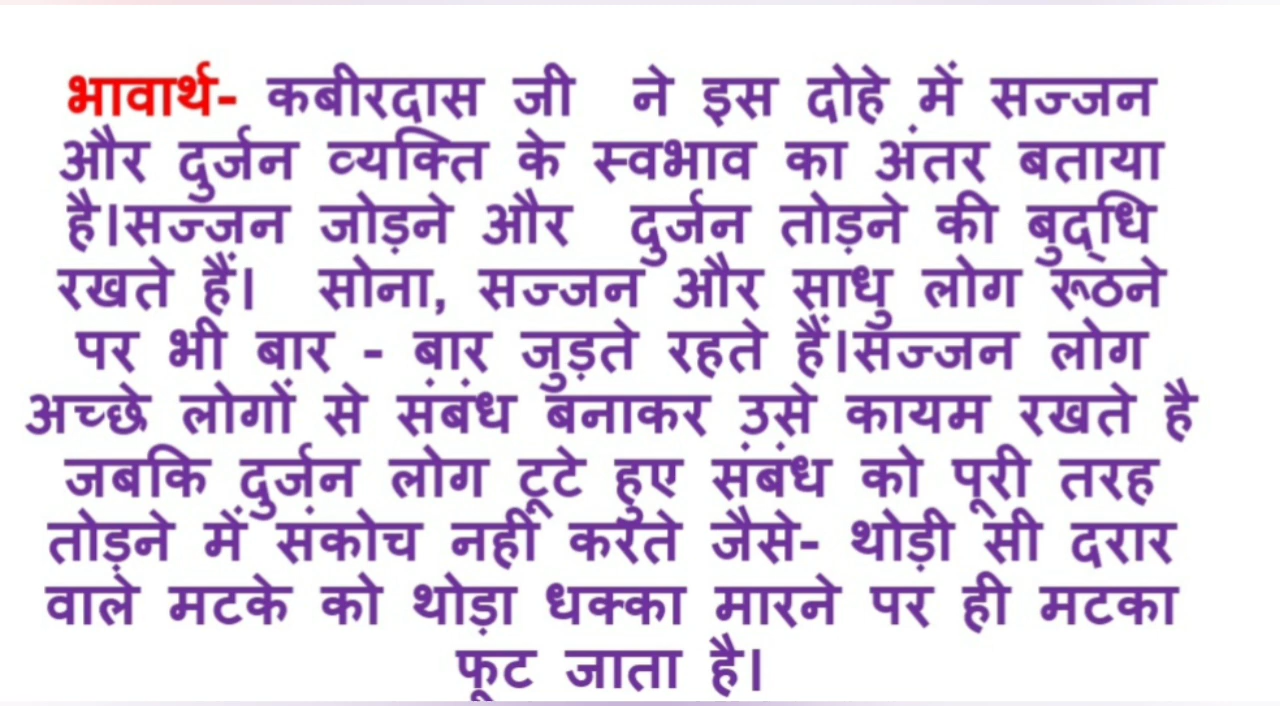 भावार्थ- कबीरदास जी ने इस दोहे में सज्जन
और दुर्जन व्यक्ति के स्वभाव का अंतर बताया
है।सज्जन जोड़ने और दुर्जन तोड़ने की बुद्‌धि
रखते हैं। सोना, सज्जन और साधु लोग रूठने
पर भी बार - बार जुड़ते रहते हैं।सज्जन लोग
अच्छे लोगों से संबंध बनाकर उसे कायम रखते है
जबकि दुर्जन लोग टूटे हुए संबंध को पूरी तरह
तोड़ने में संकोच नहीं करते जैसे- थोड़ी सी दरार
वाले मटके को थोड़ा धक्का मारने पर ही मटका
फूट जाता है।